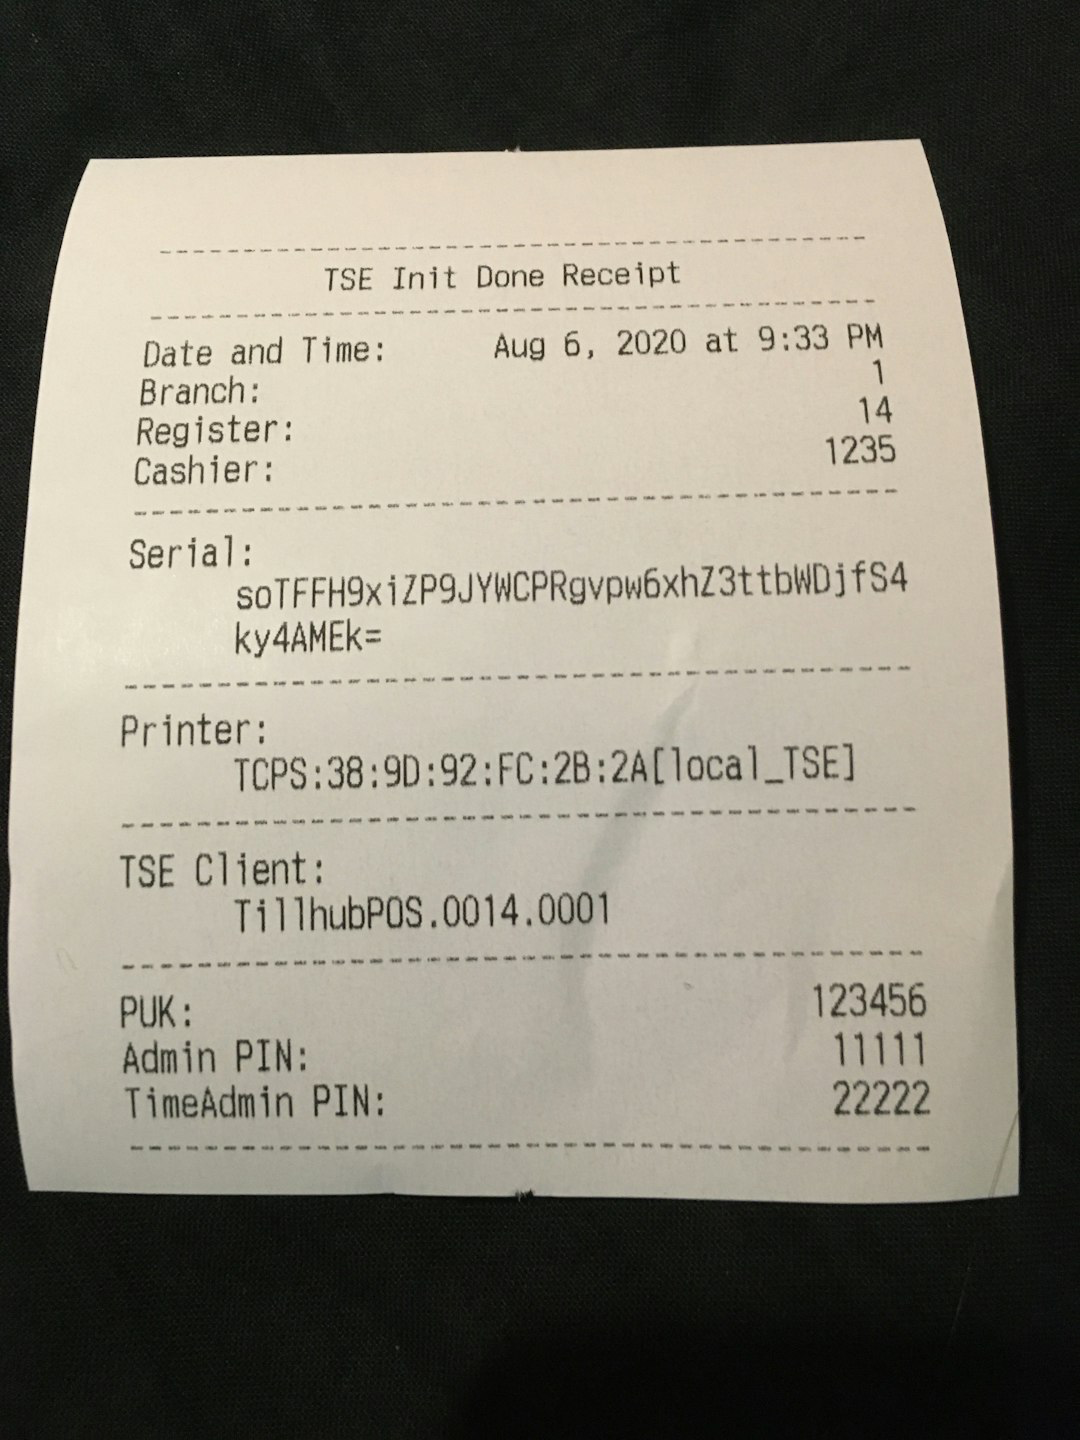 TSE Init Done Receipt
Date and Time: Aug 6, 2020 at 9:33 PM
Branch: 1
Register: 14
Cashier: 1235
Serial:
soTFFH9xiZP9JYWCPRgvpw6xhZ3ttbWDjfS4
ky4AMEk=
Printer:
TCPS:38:9D:92:FC:2B:2A[local_TSE]
TSE Client:
TillhubPOS.0014.0001
PUK: 123456
Admin PIN: 11111
TimeAdmin PIN: 22222